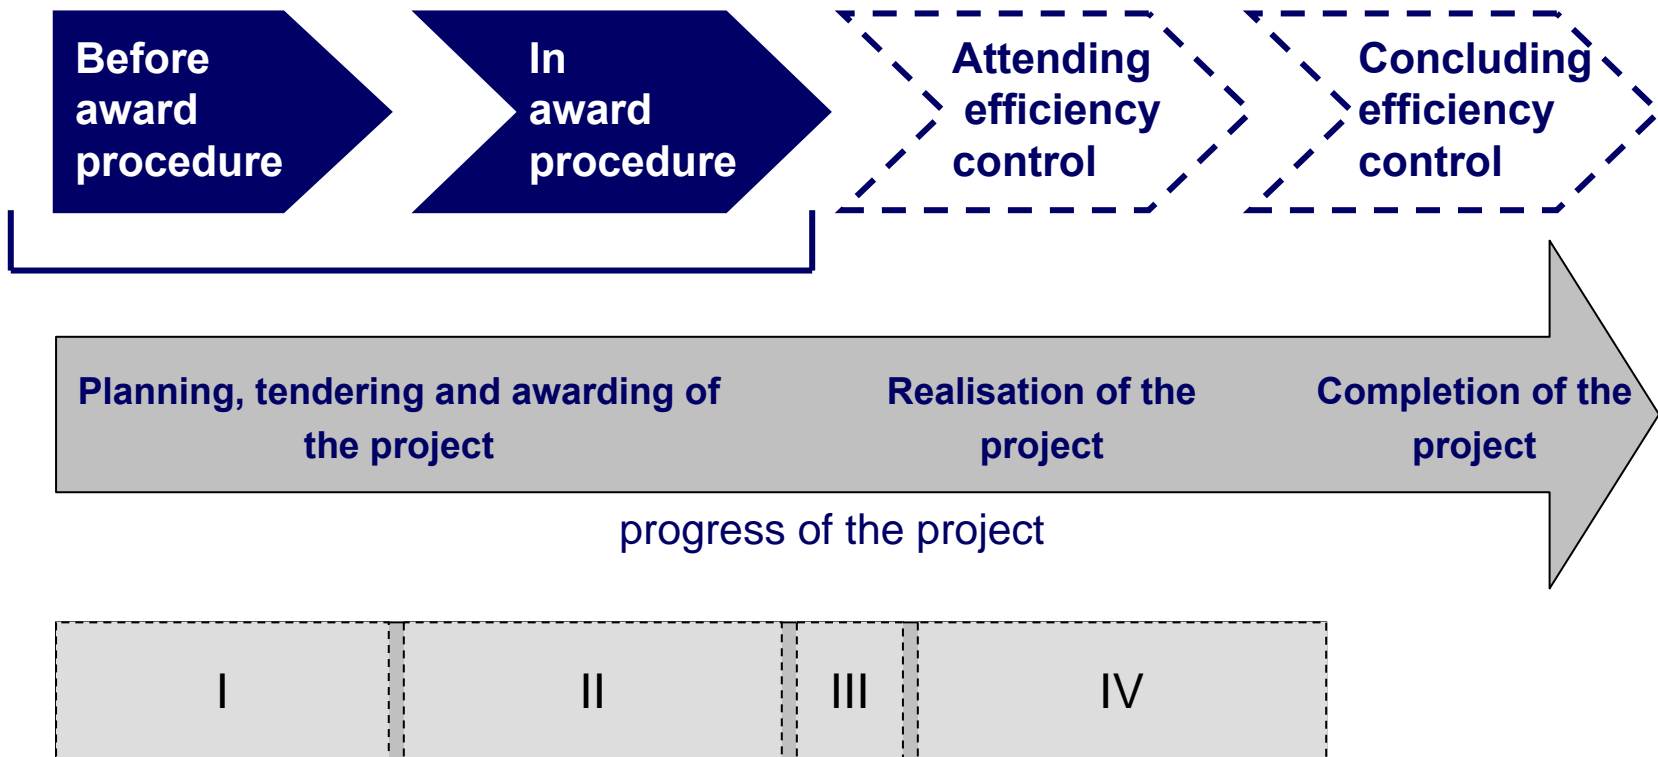 Before
award
procedure
In
award
procedure
Attending
efficiency
control
Concluding
efficiency
control
Planning, tendering and awarding of
the project
Realisation of the
project
Completion of the
project
progress of the project
I
II
III
IV